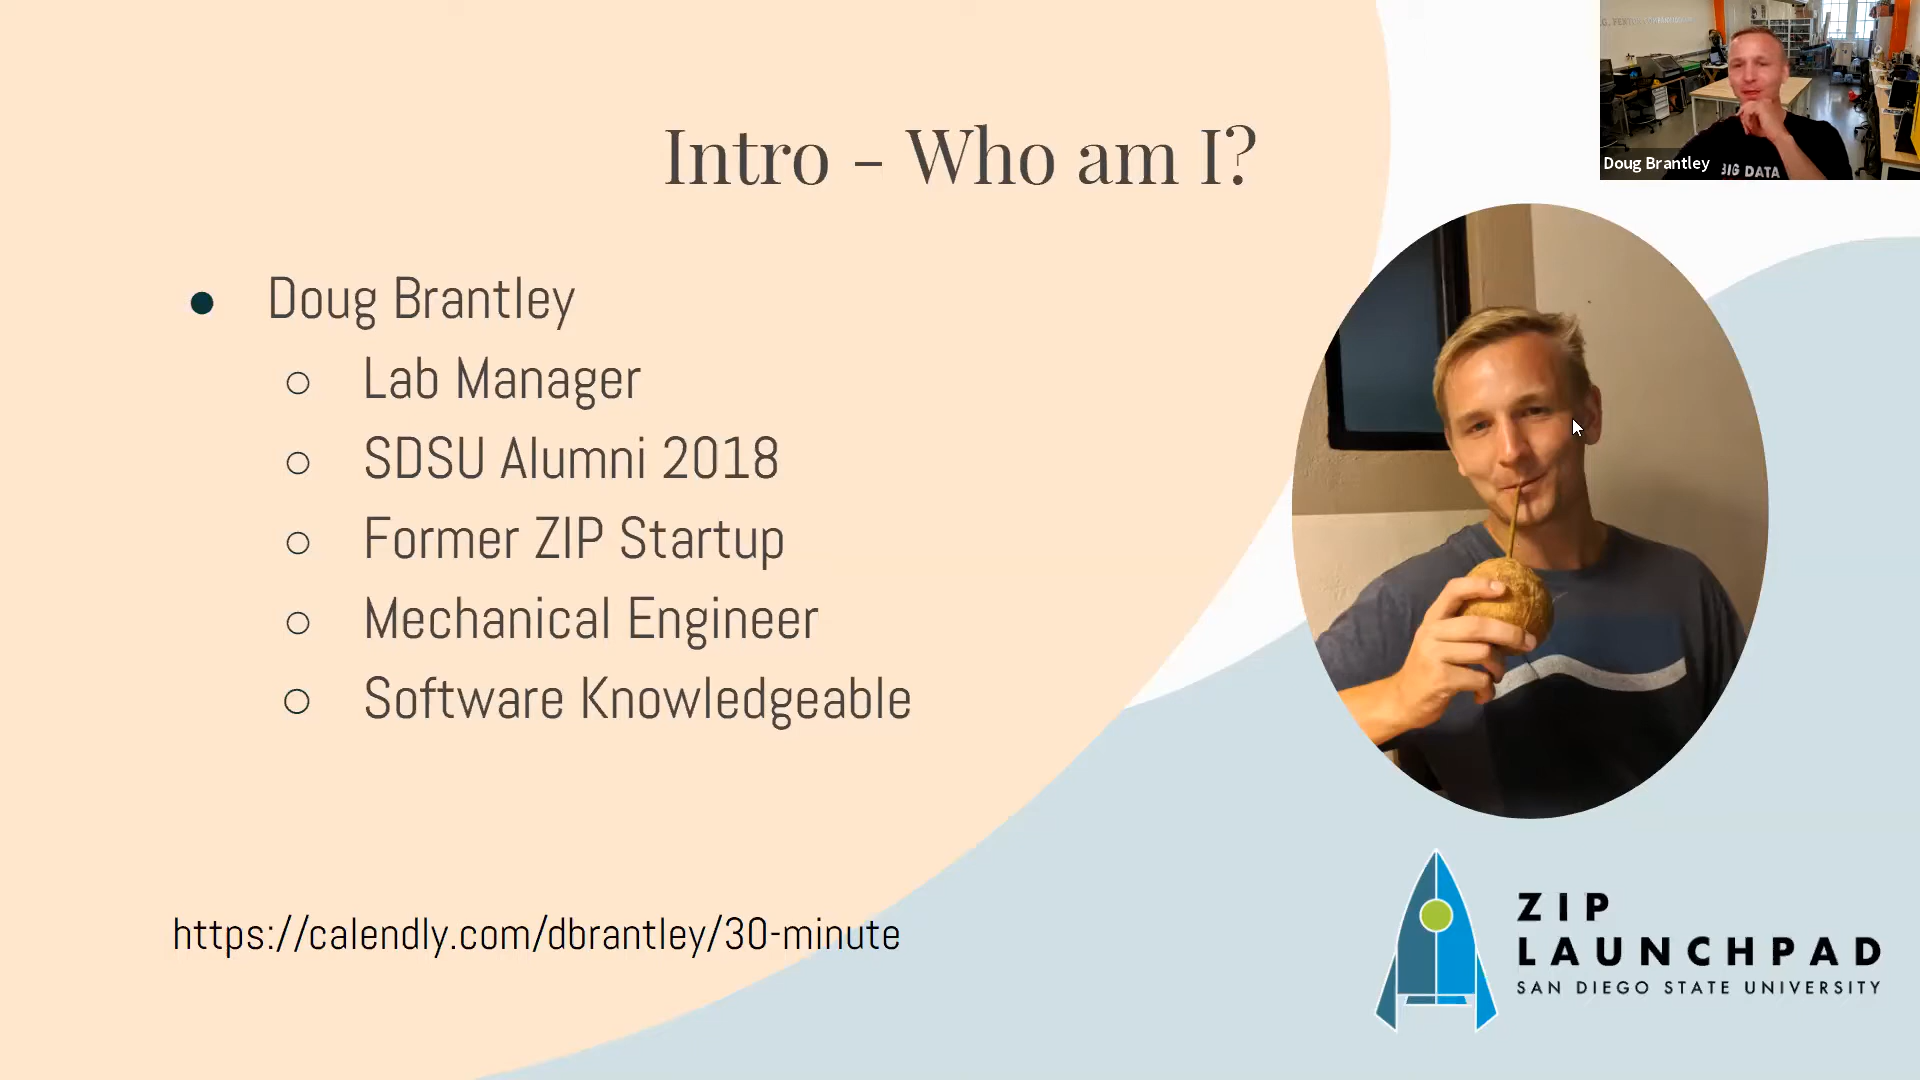 Intro - Who am I?
Doug Brantley
BIG DATA
Doug Brantley
Lab Manager
SDSU Alumni 2018
Former ZIP Startup
Mechanical Engineer
Software Knowledgeable
https://calendly.com/dbrantley/30-minute
ZIP
LAUNCHPAD
SAN DIEGO STATE UNIVERSITY